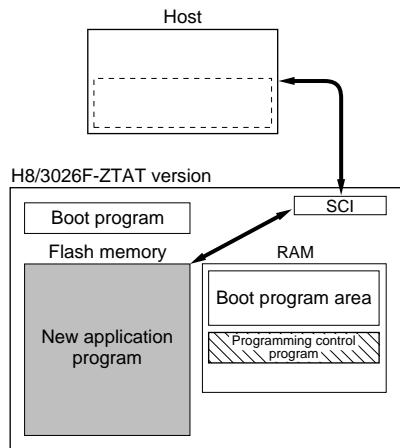 Host
H8/3026F-ZTAT version
SCI
Boot program
Flash memory
RAM
New application
program
Boot program area
Programming control
program